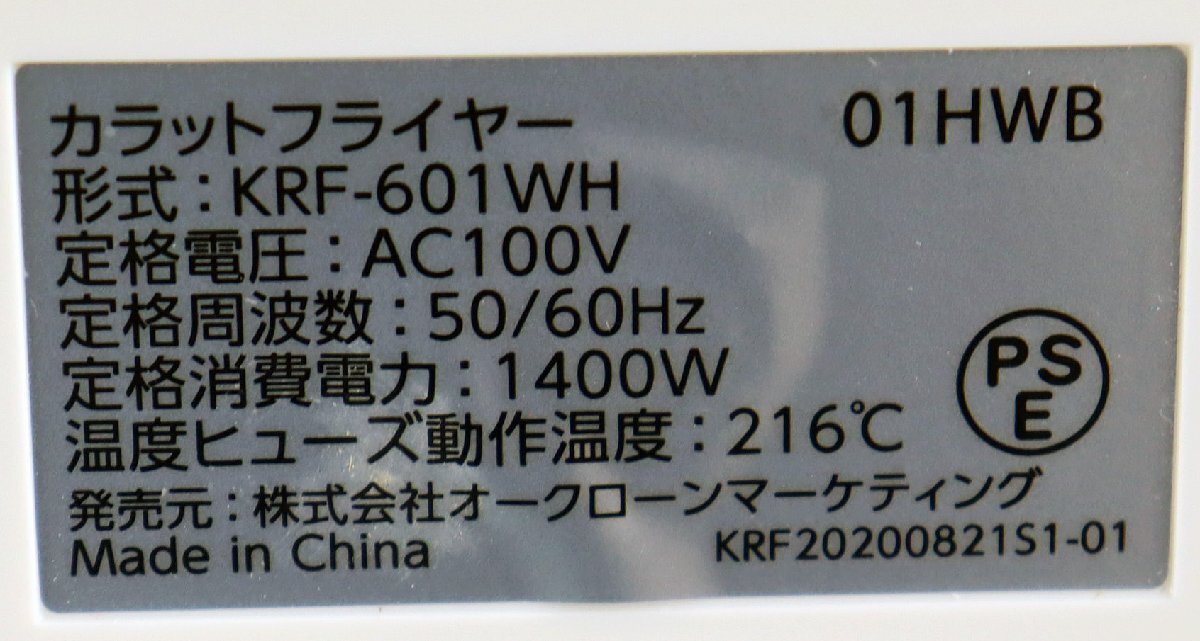 カラットフライヤー 01HWB
形式：KRF-601WH
定格電圧：AC100V
定格周波数：50/60Hz
定格消費電力：1400W
温度ヒューズ動作温度：216℃
PS
E
発売元：株式会社オークローンマーケティング
Made in China KRF20200821S1-01